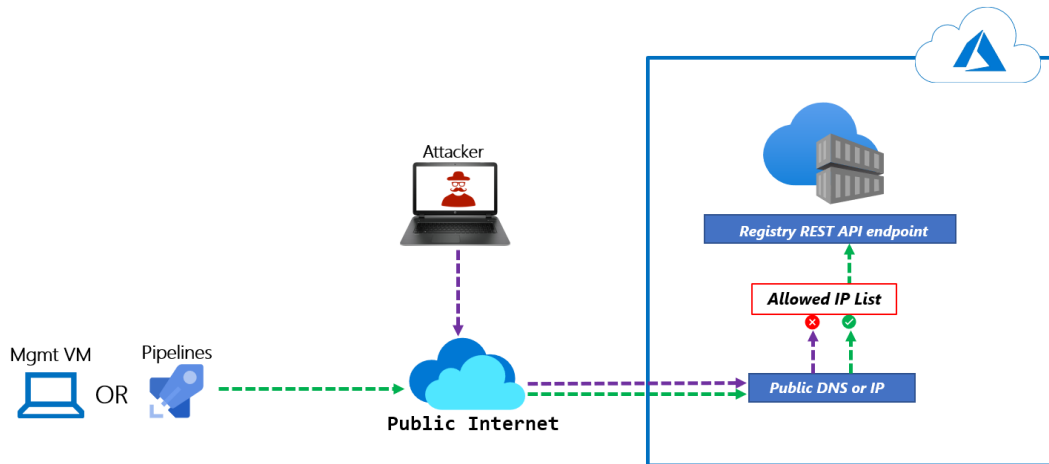 Attacker
Registry REST API endpoint
Allowed IP List
Mgmt VM
OR
Pipelines
Public DNS or IP
Public Internet